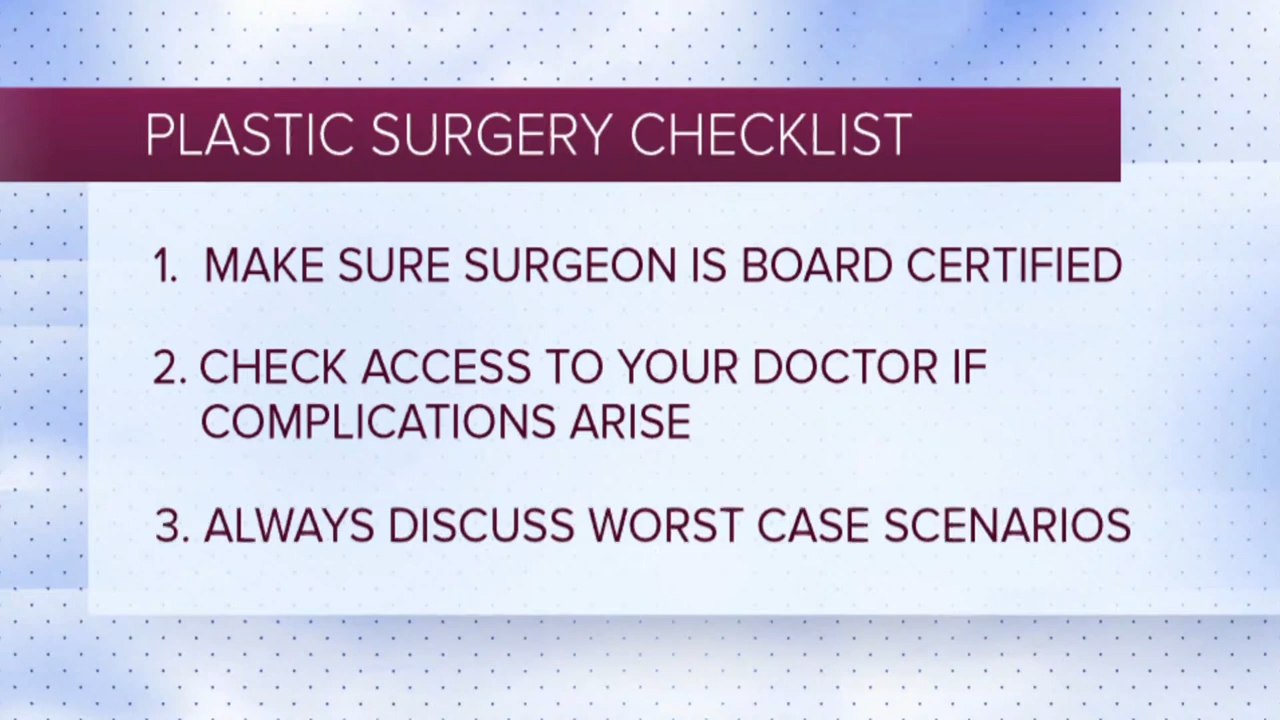 PLASTIC SURGERY CHECKLIST
1. MAKE SURE SURGEON IS BOARD CERTIFIED
2. CHECK ACCESS TO YOUR DOCTOR IF
COMPLICATIONS ARISE
3. ALWAYS DISCUSS WORST CASE SCENARIOS